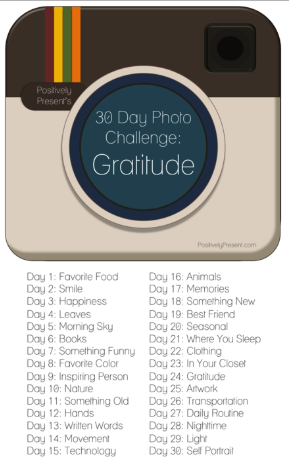 Positively
Present's
30 Day Photo
Challenge:
Gratitude
PositivelyPresent.com
Day 1: Favorite Food
Day 2: Smile
Day 3: Happiness
Day 4: Leaves
Day 5: Morning Sky
Day 6: Books
Day 7: Something Funny
Day 8: Favorite Color
Day 9: Inspiring Person
Day 10: Nature
Day 11: Something Old
Day 12: Hands
Day 13: Written Words
Day 14: Movement
Day 15: Technology
Day 16: Animals
Day 17: Memories
Day 18: Something New
Day 19: Best Friend
Day 20: Seasonal
Day 21: Where You Sleep
Day 22: Clothing
Day 23: In Your Closet
Day 24: Gratitude
Day 25: Artwork
Day 26: Transportation
Day 27: Daily Routine
Day 28: Nighttime
Day 29: Light
Day 30: Self Portrait